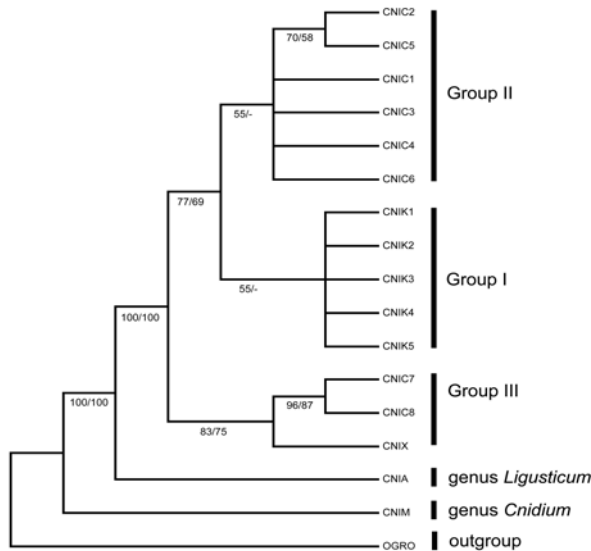 CNIC2
70/58
CNIC5
CNIC1
Group II
CNIC3
55/-
CNIC4
CNIC6
77/69
CNIK1
CNIK2
CNIK3
Group I
55/-
CNIK4
100/100
CNIK5
CNIC7
96/87
Group III
100/100
CNIC8
83/75
CNIX
CNIA
genus Ligusticum
CNIM
genus Cnidium
OGRO
outgroup